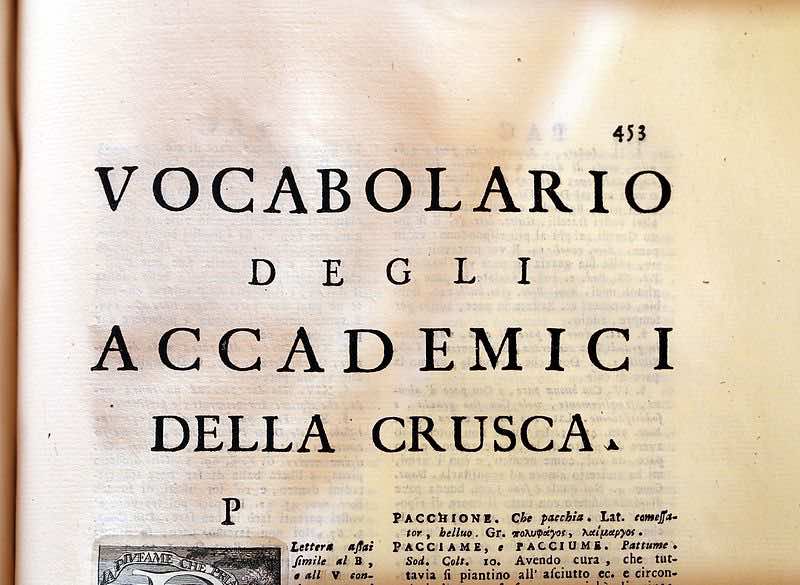 453
VOCABOLARIO
DEGLI
ACCADEMICI
DELLA CRUSCA.
P
Lettera assai
simile al B,
e all V con-
PACCHIONE. Che pacchia. Lat. comessa-
tor, helluo. Gr. πολυφάγος, λαίμαργος.
PACCIAME, e PACCIUME. Pattume.
Sod. Colt. 10. Avendo cura, che tut-
tavia si piantino all' asciutto ec. e circon-